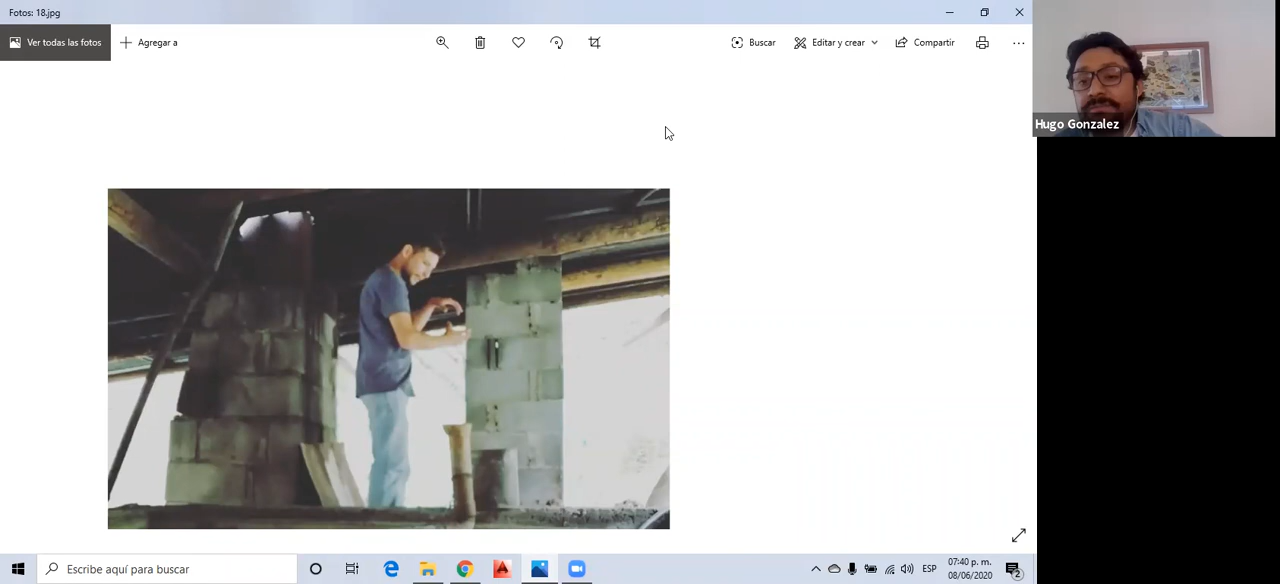 Fotos: 18.jpg
Ver todas las fotos
Agregar a
Buscar
Editar y crear
Compartir
Hugo Gonzalez
Escribe aquí para buscar
ESP
07:40 p. m.
08/06/2020
2